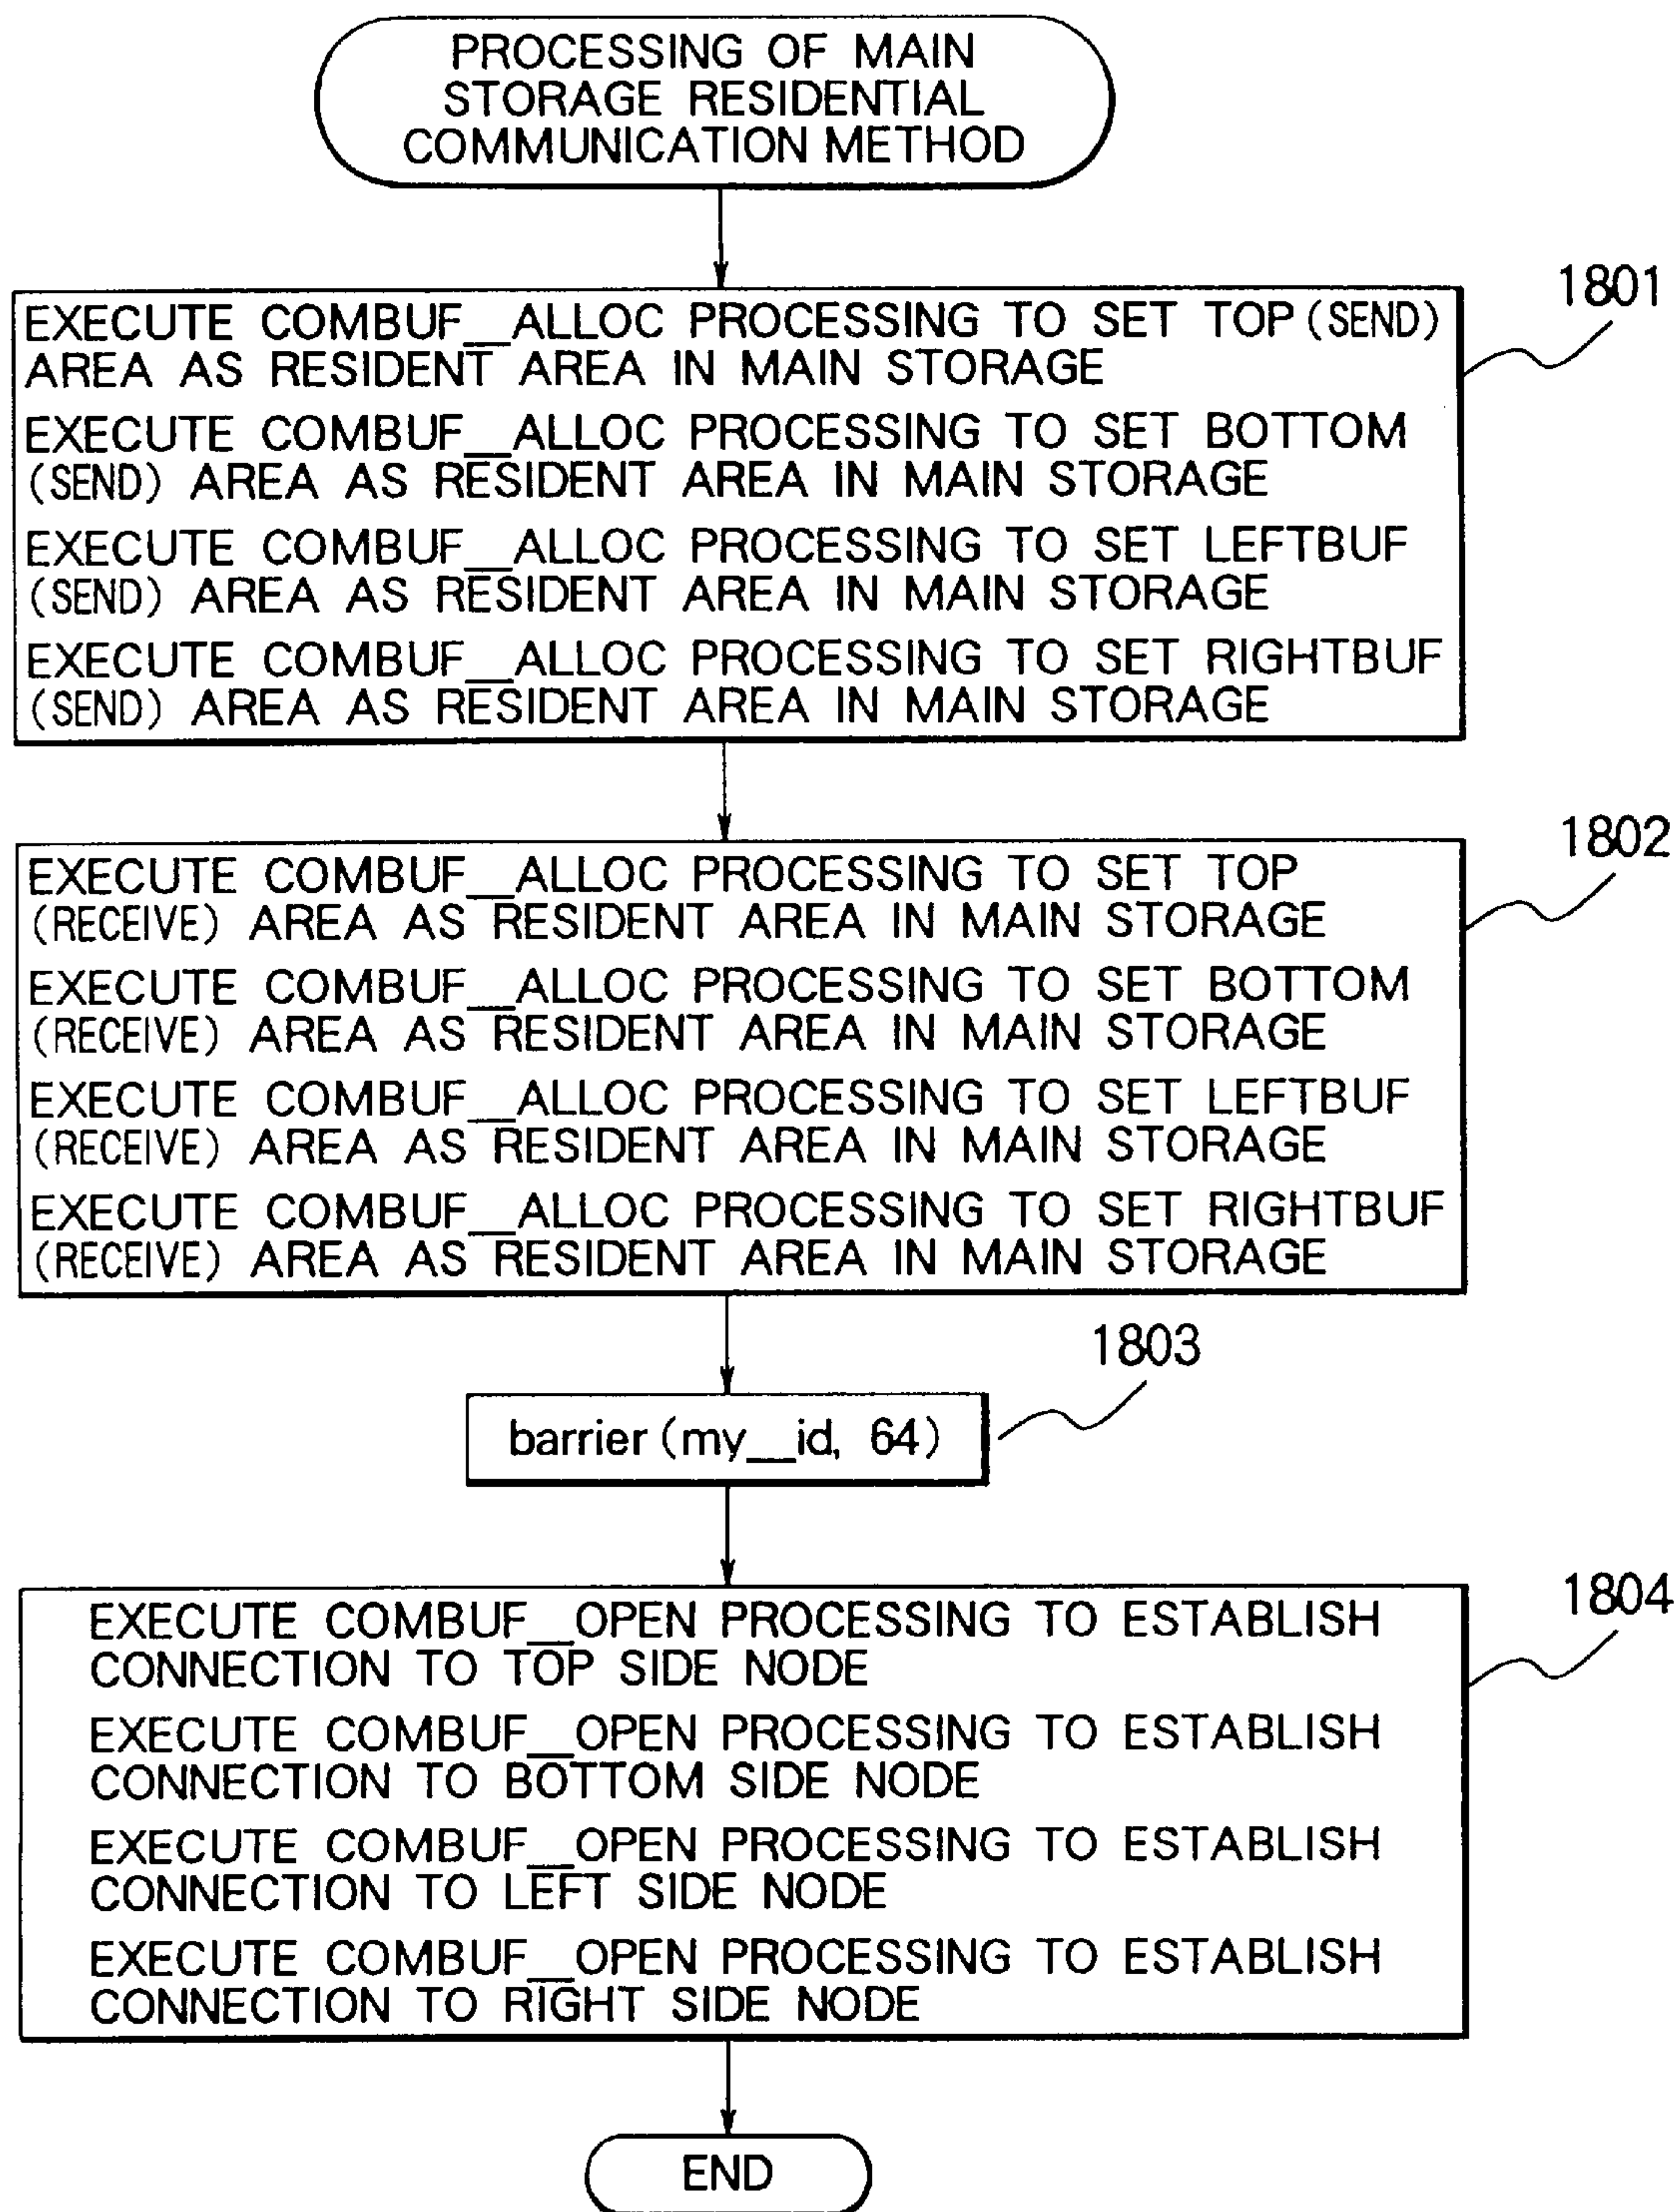 PROCESSING OF MAIN
STORAGE RESIDENTIAL
COMMUNICATION METHOD
1801
EXECUTE COMBUF__ALLOC PROCESSING TO SET TOP (SEND)
AREA AS RESIDENT AREA IN MAIN STORAGE
EXECUTE COMBUF__ALLOC PROCESSING TO SET BOTTOM
(SEND) AREA AS RESIDENT AREA IN MAIN STORAGE
EXECUTE COMBUF__ALLOC PROCESSING TO SET LEFTBUF
(SEND) AREA AS RESIDENT AREA IN MAIN STORAGE
EXECUTE COMBUF__ALLOC PROCESSING TO SET RIGHTBUF
(SEND) AREA AS RESIDENT AREA IN MAIN STORAGE
1802
EXECUTE COMBUF__ALLOC PROCESSING TO SET TOP
(RECEIVE) AREA AS RESIDENT AREA IN MAIN STORAGE
EXECUTE COMBUF__ALLOC PROCESSING TO SET BOTTOM
(RECEIVE) AREA AS RESIDENT AREA IN MAIN STORAGE
EXECUTE COMBUF__ALLOC PROCESSING TO SET LEFTBUF
(RECEIVE) AREA AS RESIDENT AREA IN MAIN STORAGE
EXECUTE COMBUF__ALLOC PROCESSING TO SET RIGHTBUF
(RECEIVE) AREA AS RESIDENT AREA IN MAIN STORAGE
1803
barrier (my__id, 64)
1804
EXECUTE COMBUF__OPEN PROCESSING TO ESTABLISH
CONNECTION TO TOP SIDE NODE
EXECUTE COMBUF__OPEN PROCESSING TO ESTABLISH
CONNECTION TO BOTTOM SIDE NODE
EXECUTE COMBUF__OPEN PROCESSING TO ESTABLISH
CONNECTION TO LEFT SIDE NODE
EXECUTE COMBUF__OPEN PROCESSING TO ESTABLISH
CONNECTION TO RIGHT SIDE NODE
END